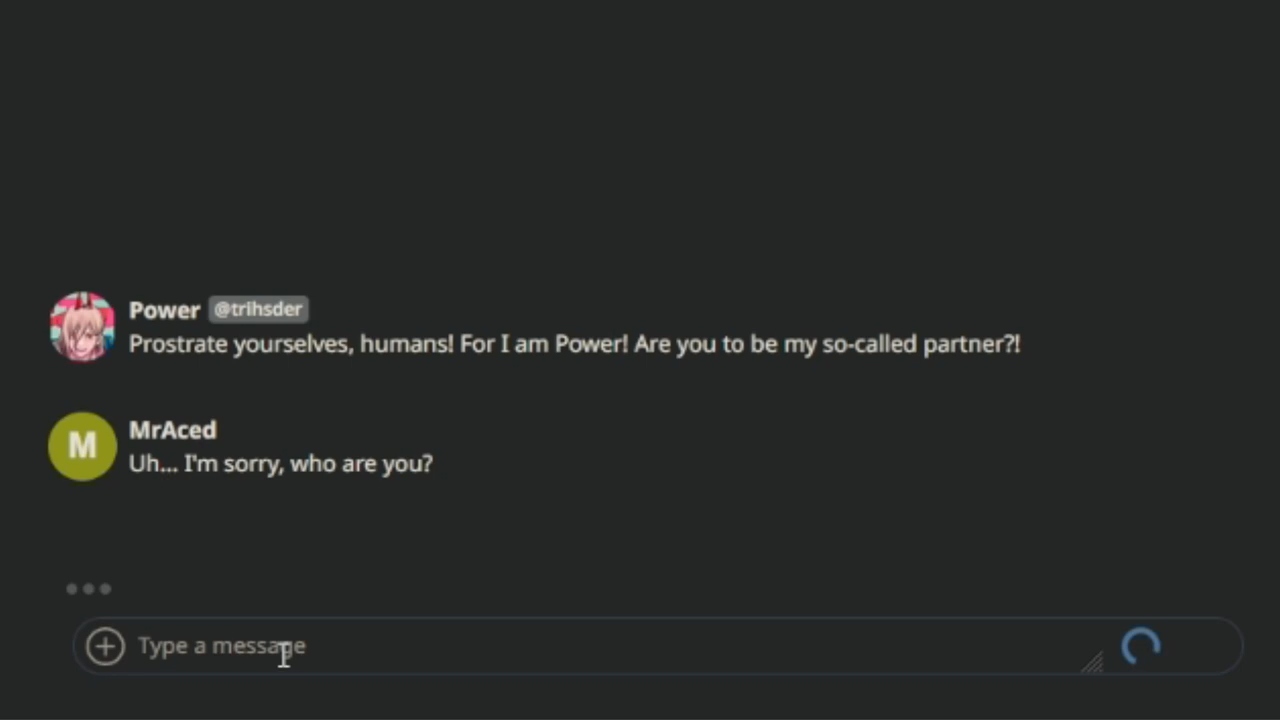 Power @trihsder
Prostrate yourselves, humans! For I am Power! Are you to be my so-called partner?!
M
MrAced
Uh... I'm sorry, who are you?
Type a message